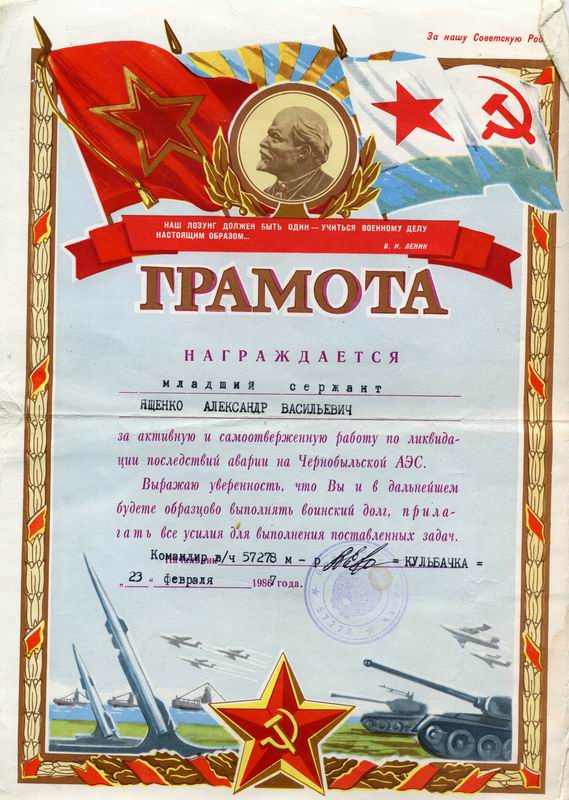 За нашу Советскую Род
НАШ ЛОЗУНГ ДОЛЖЕН БЫТЬ ОДИН — УЧИТЬСЯ ВОЕННОМУ ДЕЛУ
НАСТОЯЩИМ ОБРАЗОМ...
В. И. ЛЕНИН
ГРАМОТА
НАГРАЖДАЕТСЯ
младший сержант
ЯЩЕНКО АЛЕКСАНДР ВАСИЛЬЕВИЧ
за активную и самоотверженную работу по ликвида-
ции последствий аварии на Чернобыльской АЭС.
Выражаю уверенность, что Вы и в дальнейшем
будете образцово выполнять воинский долг, прила-
гать все усилия для выполнения поставленных задач.
Командир в/ч 57278 м - р = КУЛЬБАЧКА =
„23" февраля 1987 года.
57278